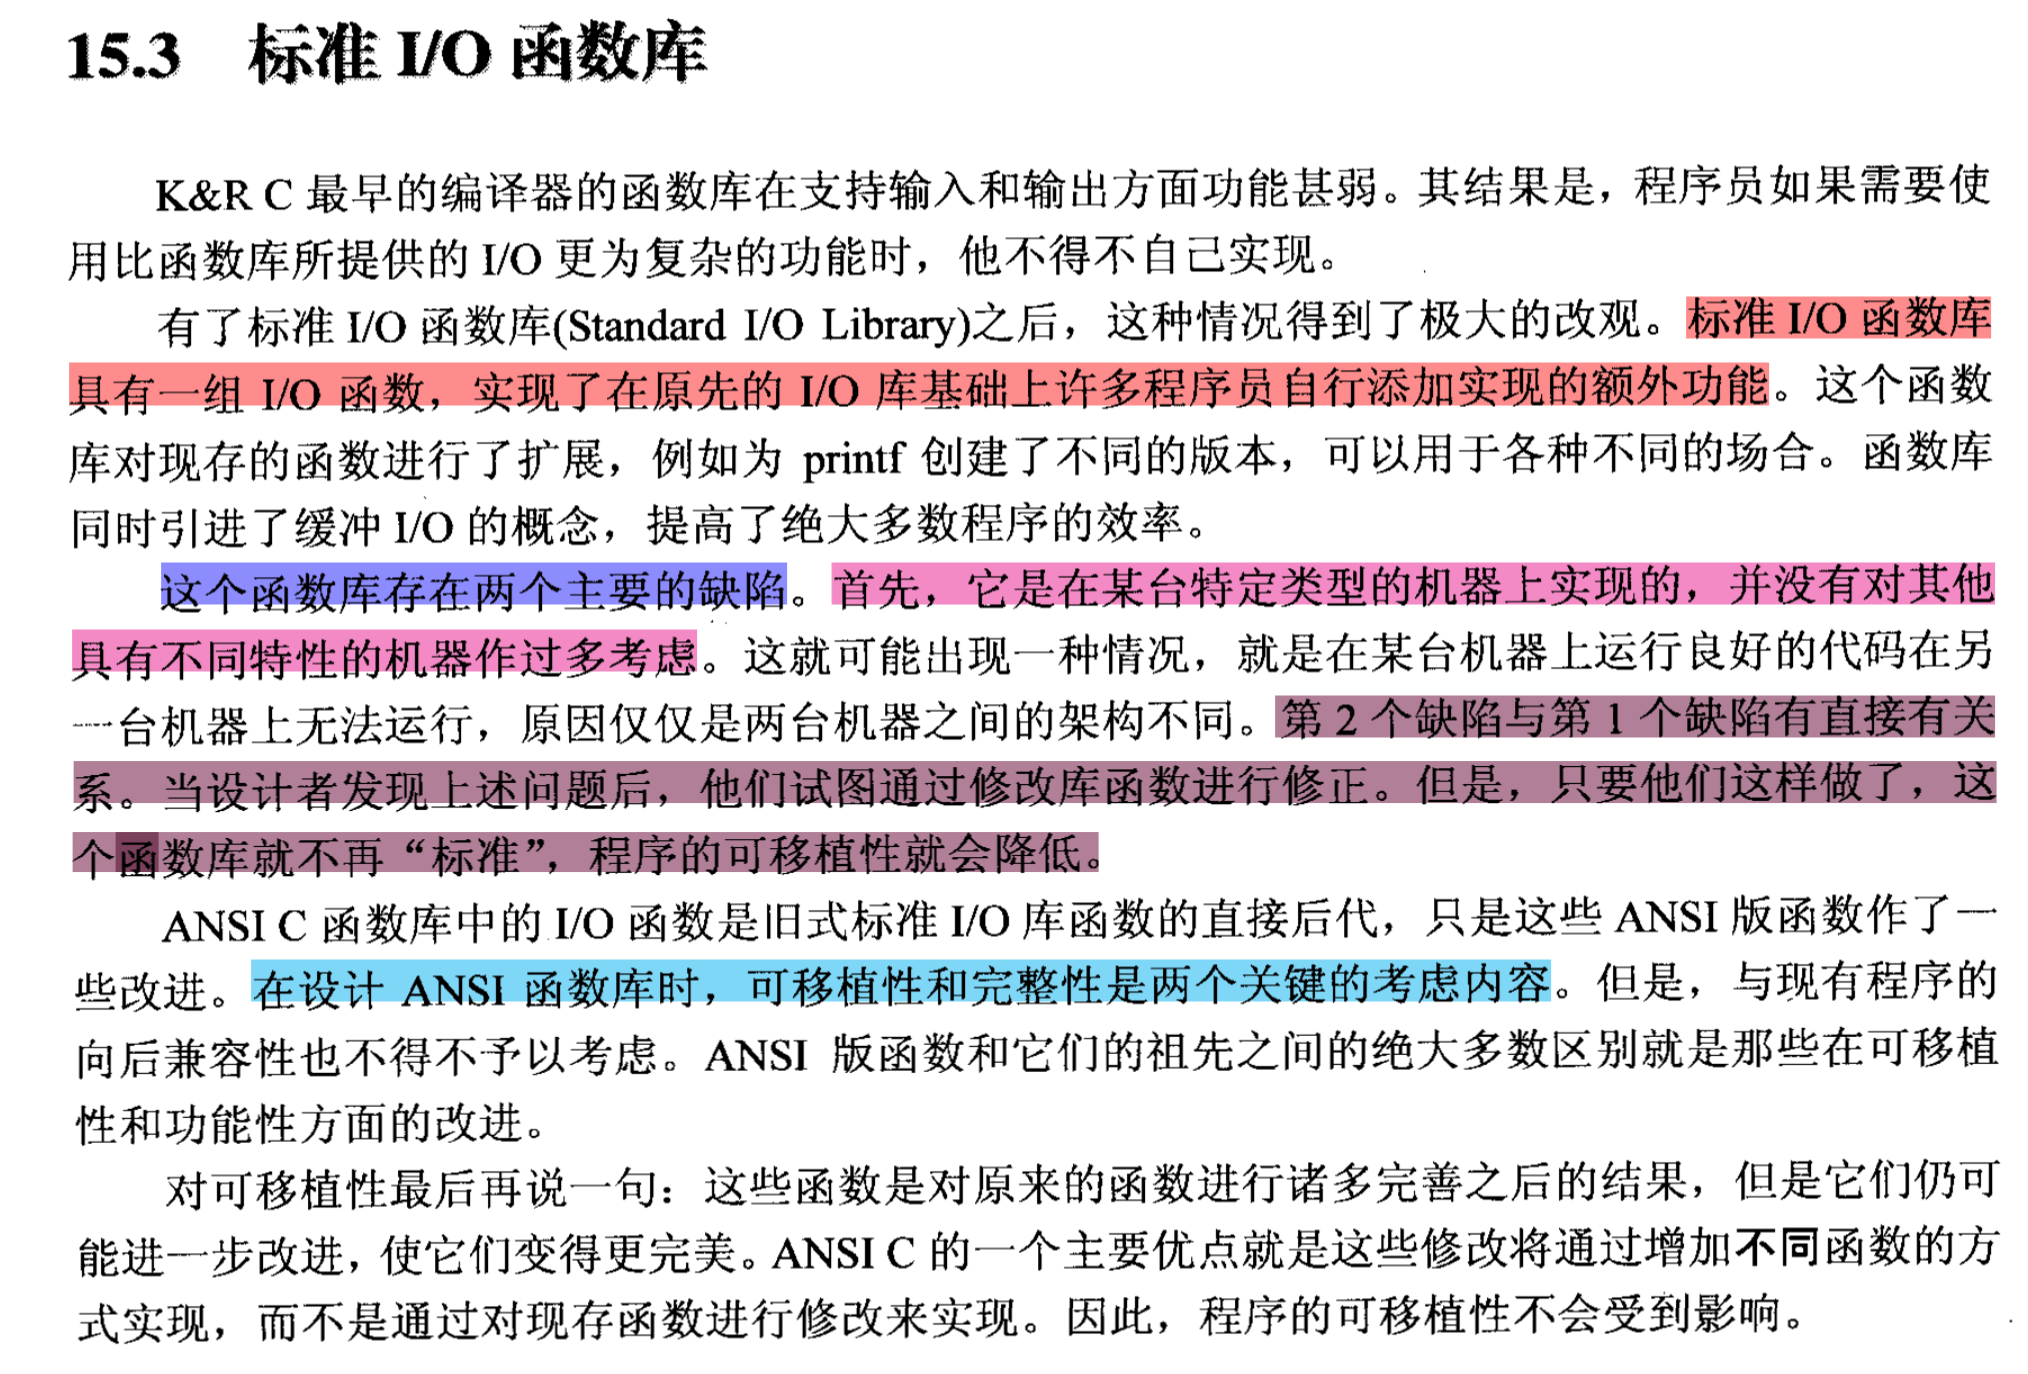 15.3 标准 I/O 函数库
K&R C 最早的编译器的函数库在支持输入和输出方面功能甚弱。其结果是，程序员如果需要使
用比函数库所提供的 I/O 更为复杂的功能时，他不得不自己实现。
有了标准 I/O 函数库(Standard I/O Library)之后，这种情况得到了极大的改观。标准 I/O 函数库
具有一组 I/O 函数，实现了在原先的 I/O 库基础上许多程序员自行添加实现的额外功能。这个函数
库对现存的函数进行了扩展，例如为 printf 创建了不同的版本，可以用于各种不同的场合。函数库
同时引进了缓冲 I/O 的概念，提高了绝大多数程序的效率。
这个函数库存在两个主要的缺陷。首先，它是在某台特定类型的机器上实现的，并没有对其他
具有不同特性的机器作过多考虑。这就可能出现一种情况，就是在某台机器上运行良好的代码在另
一台机器上无法运行，原因仅仅是两台机器之间的架构不同。第 2 个缺陷与第 1 个缺陷有直接有关
系。当设计者发现上述问题后，他们试图通过修改库函数进行修正。但是，只要他们这样做了，这
个函数库就不再“标准”，程序的可移植性就会降低。
ANSI C 函数库中的 I/O 函数是旧式标准 I/O 库函数的直接后代，只是这些 ANSI 版函数作了一
些改进。在设计 ANSI 函数库时，可移植性和完整性是两个关键的考虑内容。但是，与现有程序的
向后兼容性也不得不予以考虑。ANSI 版函数和它们的祖先之间的绝大多数区别就是那些在可移植
性和功能性方面的改进。
对可移植性最后再说一句：这些函数是对原来的函数进行诸多完善之后的结果，但是它们仍可
能进一步改进，使它们变得更完美。ANSI C 的一个主要优点就是这些修改将通过增加不同函数的方
式实现，而不是通过对现存函数进行修改来实现。因此，程序的可移植性不会受到影响。